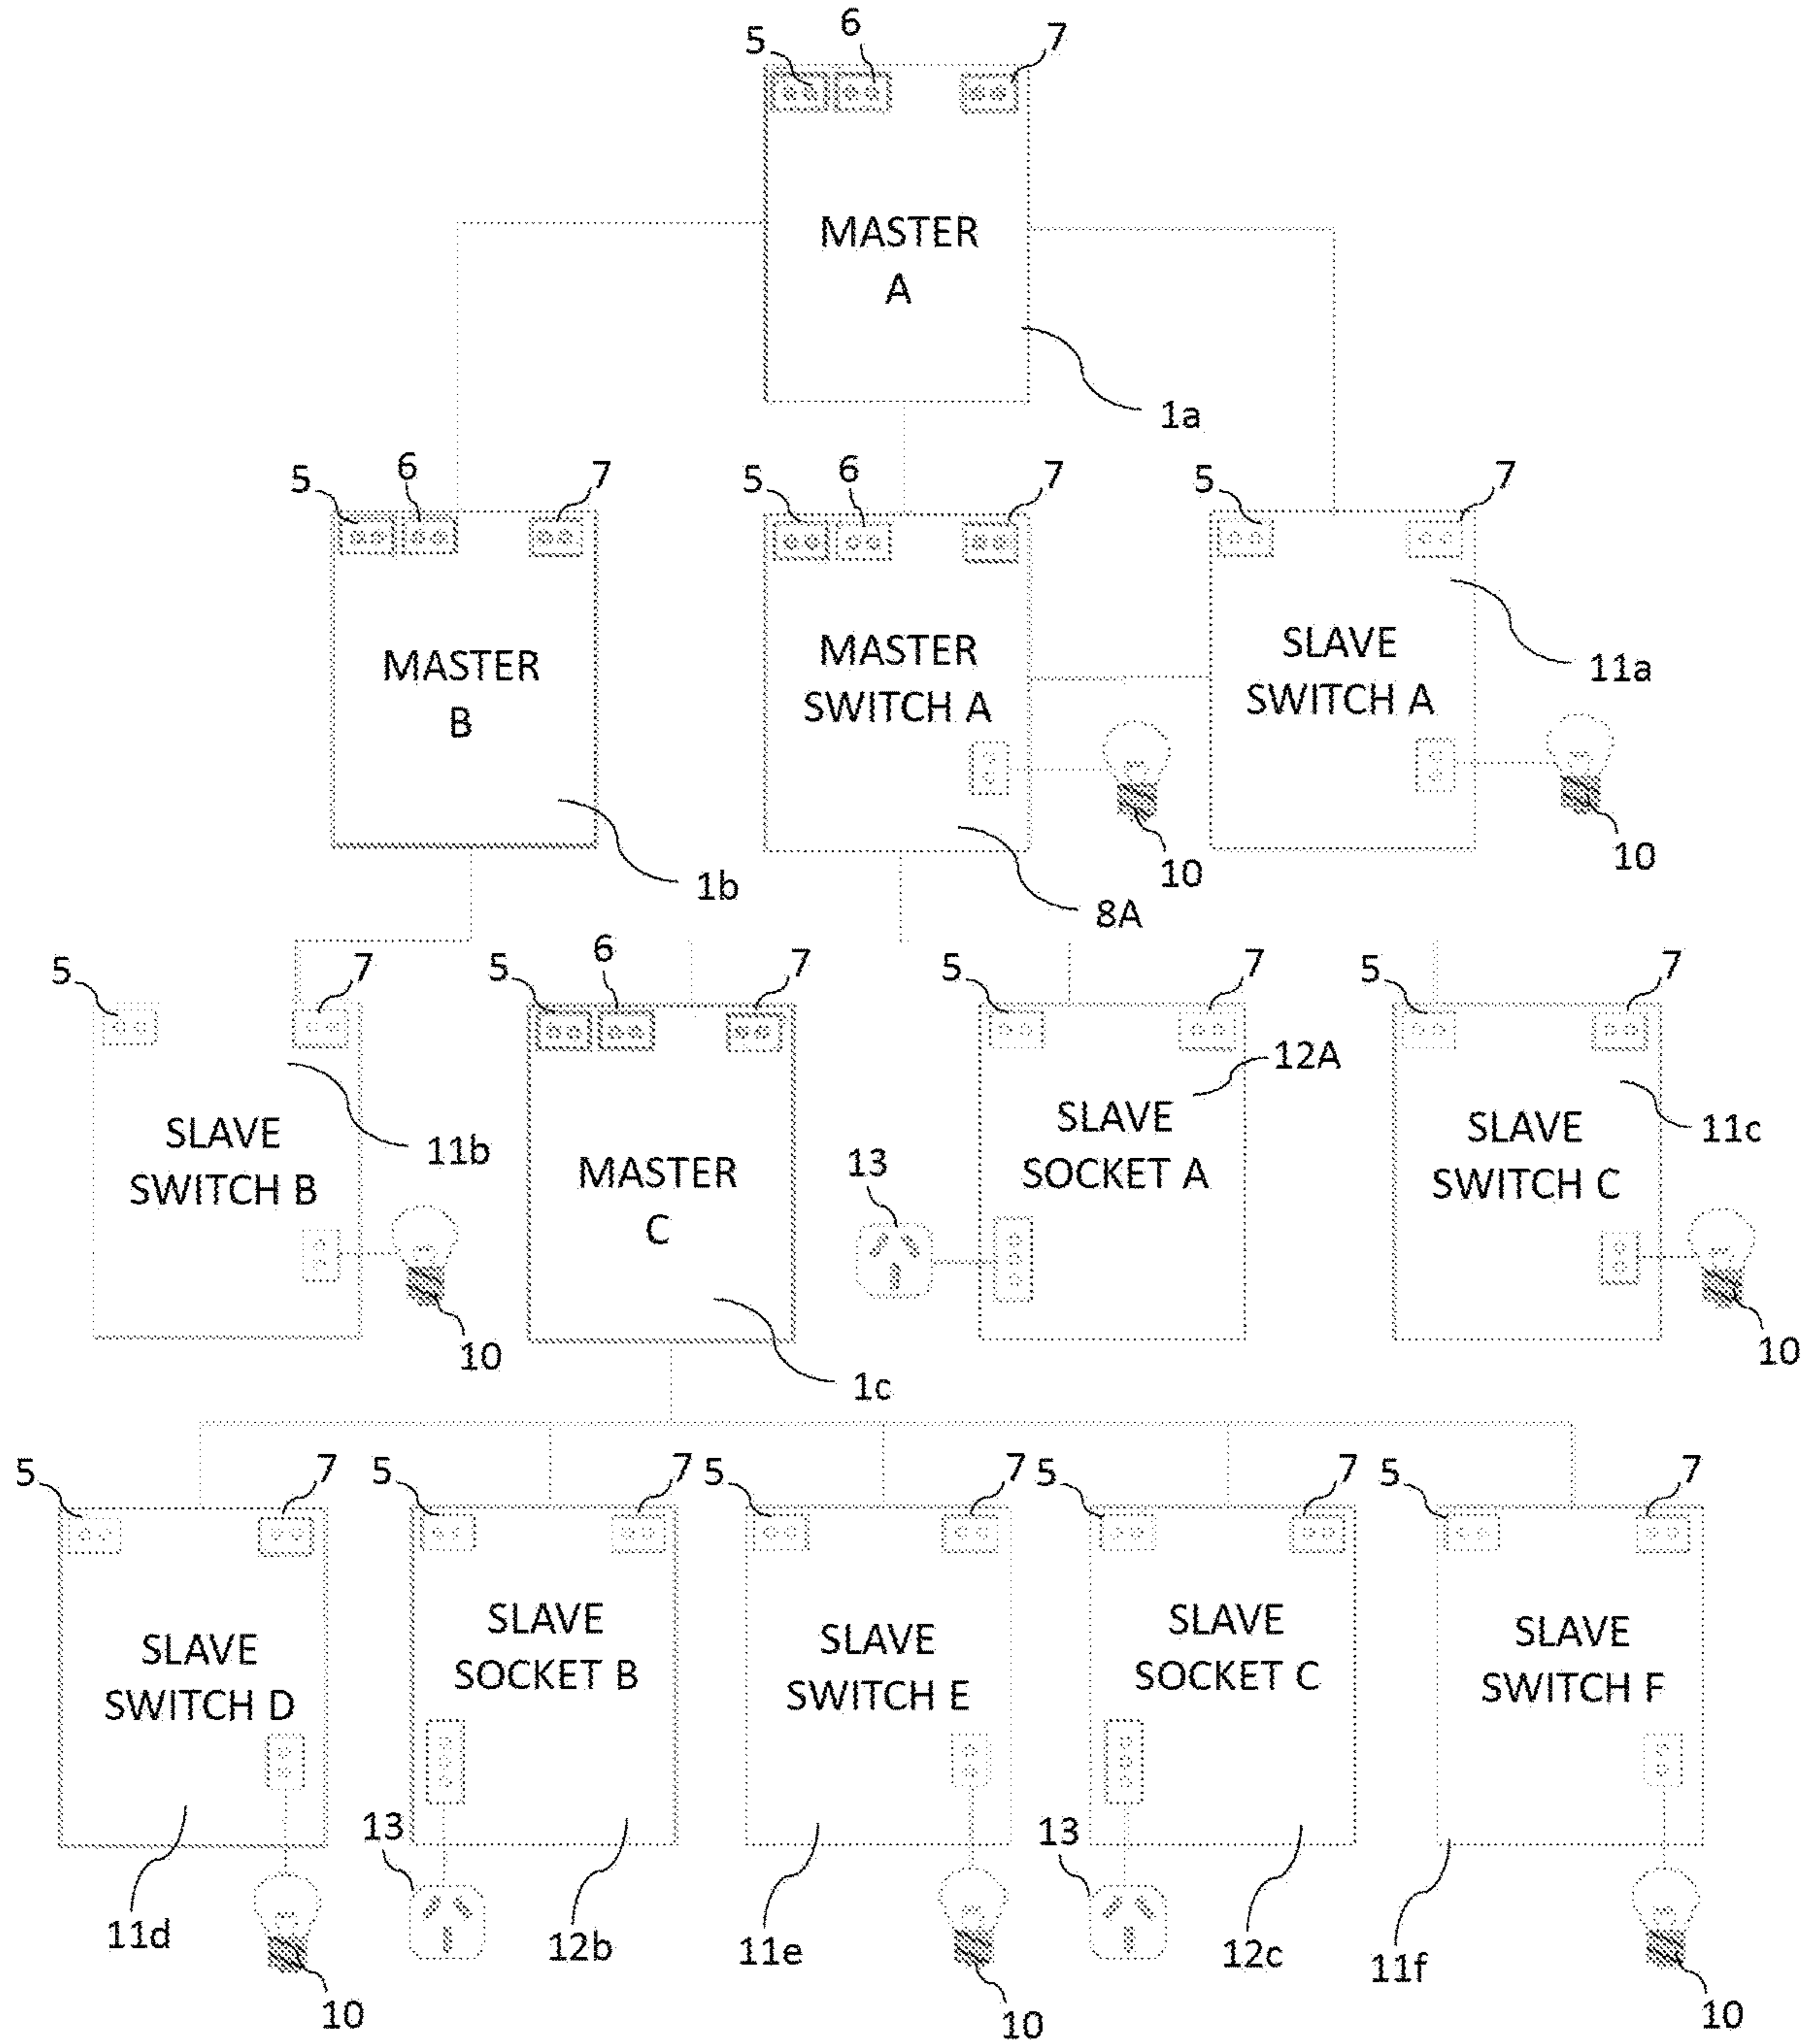 5 6 7
MASTER
A
1a
5 6 7 5 6 7 5 7
MASTER
B
1b
MASTER
SWITCH A
10
8A
SLAVE
SWITCH A
11a
10
5 7 5 6 7 5 7 5 7
SLAVE
SWITCH B
11b
10
MASTER
C
1c
12A
SLAVE
SOCKET A
13
SLAVE
SWITCH C
11c
10
5 7 5 7 5 7 5 7 5 7
SLAVE
SWITCH D
11d
10
SLAVE
SOCKET B
13
12b
SLAVE
SWITCH E
11e
10
SLAVE
SOCKET C
13
12c
SLAVE
SWITCH F
11f
10